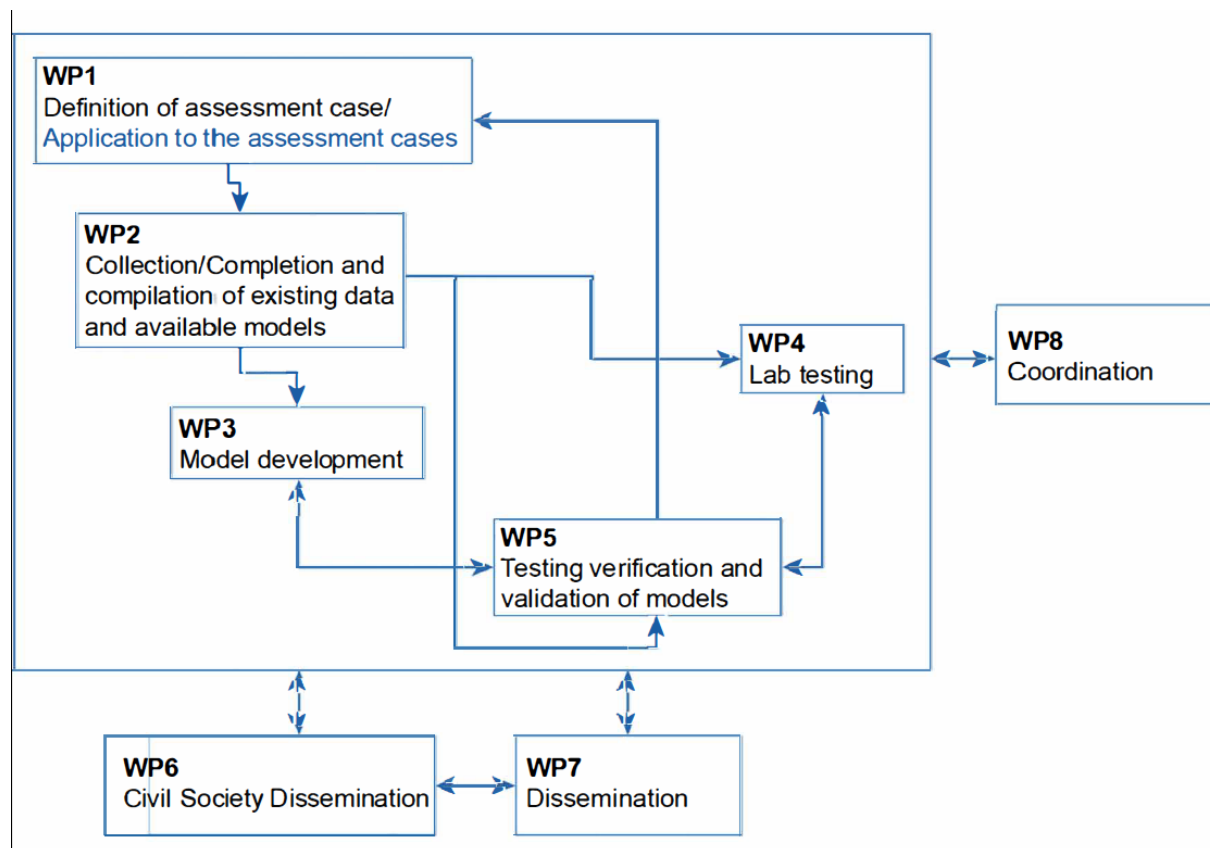 WP1
Definition of assessment case/
Application to the assessment cases
WP2
Collection/Completion and
compilation of existing data
and available models
WP4
Lab testing
WP8
Coordination
WP3
Model development
WP5
Testing verification and
validation of models
WP6
Civil Society Dissemination
WP7
Dissemination